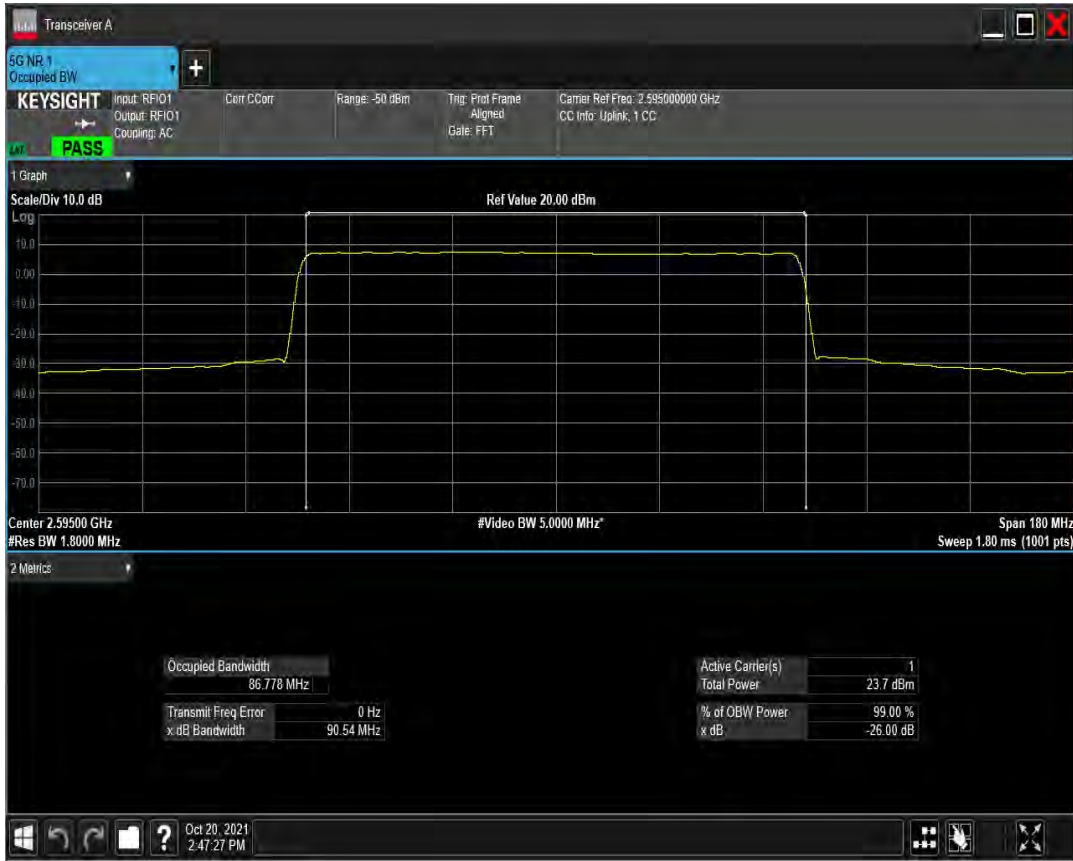 Transceiver A
5G NR 1
Occupied BW
+
KEYSIGHT
PASS
Input: RFIO1
Output: RFIO1
Coupling: AC
Corr CCorr
Range: -50 dBm
Trig: Prot Frame
Aligned
Gate: FFT
Carrier Ref Freq: 2.595000000 GHz
CC Info: Uplink, 1 CC
1 Graph
Scale/Div 10.0 dB
Ref Value 20.00 dBm
Log
10.0
0.00
-10.0
-20.0
-30.0
-40.0
-50.0
-60.0
-70.0
Center 2.59500 GHz
#Video BW 5.0000 MHz*
Span 180 MHz
#Res BW 1.8000 MHz
Sweep 1.80 ms (1001 pts)
2 Metrics
Occupied Bandwidth
86.778 MHz
Transmit Freq Error 0 Hz
x dB Bandwidth 90.54 MHz
Active Carrier(s) 1
Total Power 23.7 dBm
% of OBW Power 99.00 %
x dB -26.00 dB
?
Oct 20, 2021
2:47:27 PM